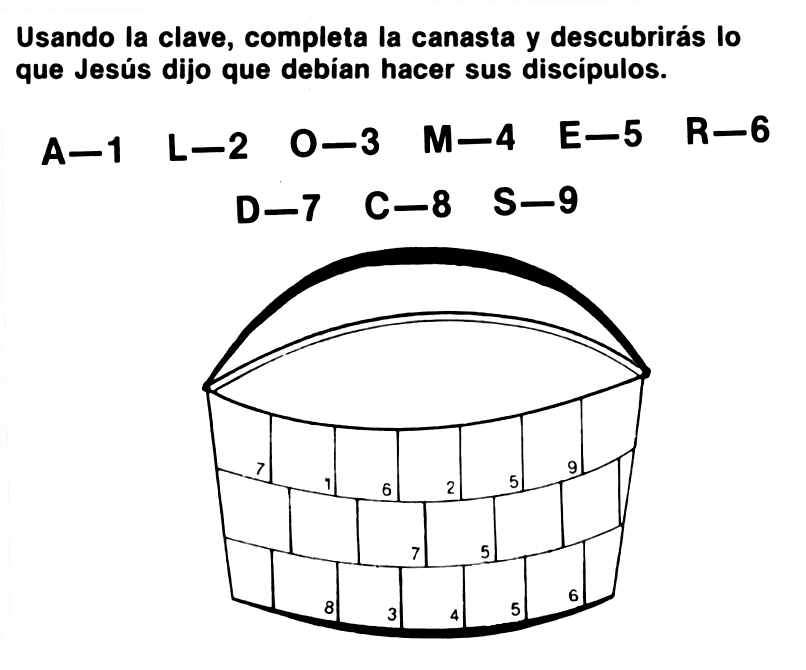 Usando la clave, completa la canasta y descubrirás lo
que Jesús dijo que debían hacer sus discípulos.
A—1 L—2 O—3 M—4 E—5 R—6
D—7 C—8 S—9
7 1 6 2 5 9
7 5
8 3 4 5 6